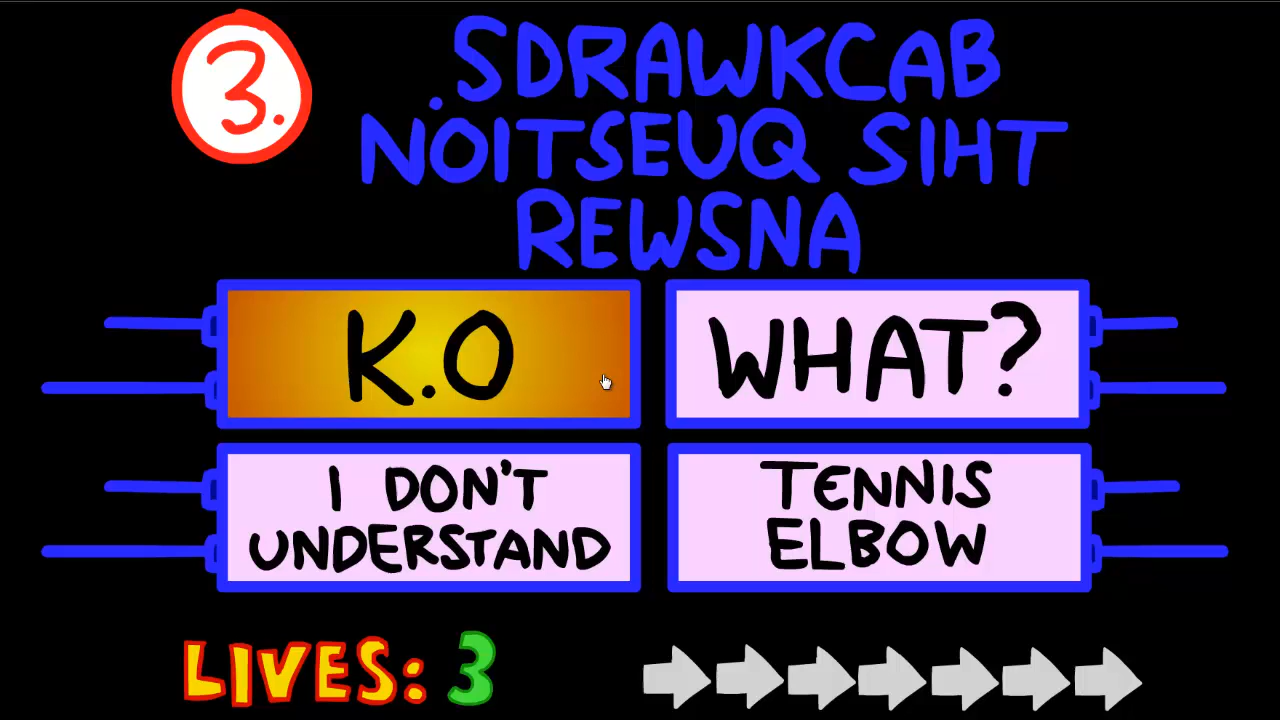 3.
.SDRAWKCAB
NOITSEUQ SIHT
REWSNA
K.O
WHAT?
I DON'T
UNDERSTAND
TENNIS
ELBOW
LIVES: 3